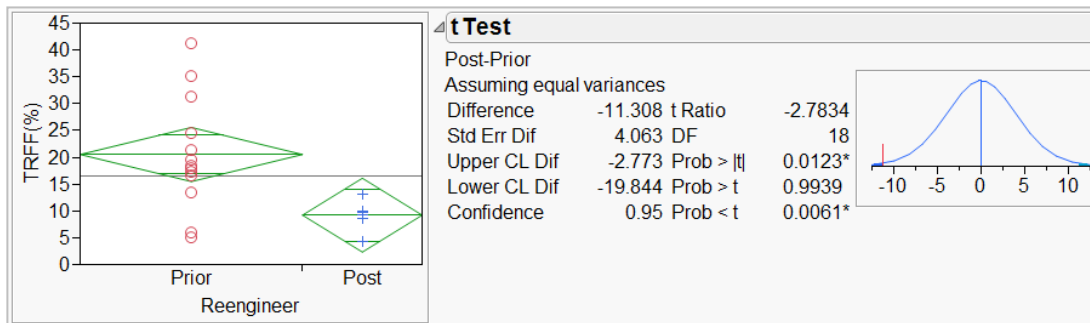 45
40
35
30
25
20
15
10
5
0
TRFF(%)
Prior Post
Reengineer
t Test
Post-Prior
Assuming equal variances
Difference -11.308 t Ratio -2.7834
Std Err Dif 4.063 DF 18
Upper CL Dif -2.773 Prob > |t| 0.0123*
Lower CL Dif -19.844 Prob > t 0.9939
Confidence 0.95 Prob < t 0.0061*
-10 -5 0 5 10